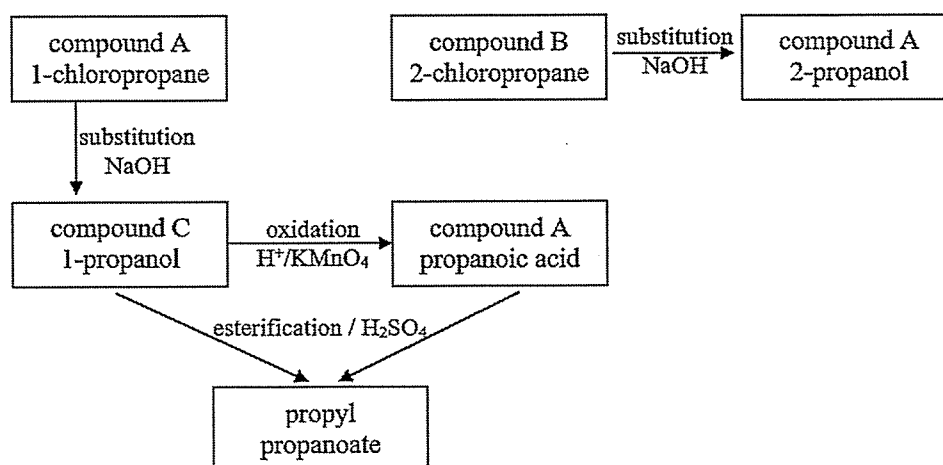 compound A
1-chloropropane
compound B
2-chloropropane
substitution
NaOH
compound A
2-propanol
substitution
NaOH
compound C
1-propanol
oxidation
H⁺/KMnO₄
compound A
propanoic acid
esterification / H₂SO₄
propyl
propanoate